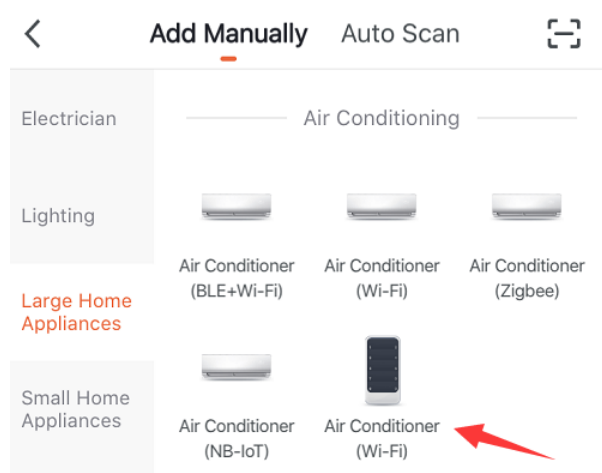 Add Manually Auto Scan
Electrician
Lighting
Large Home
Appliances
Small Home
Appliances
Air Conditioning
Air Conditioner
(BLE+Wi-Fi)
Air Conditioner
(Wi-Fi)
Air Conditioner
(Zigbee)
Air Conditioner
(NB-IoT)
Air Conditioner
(Wi-Fi)